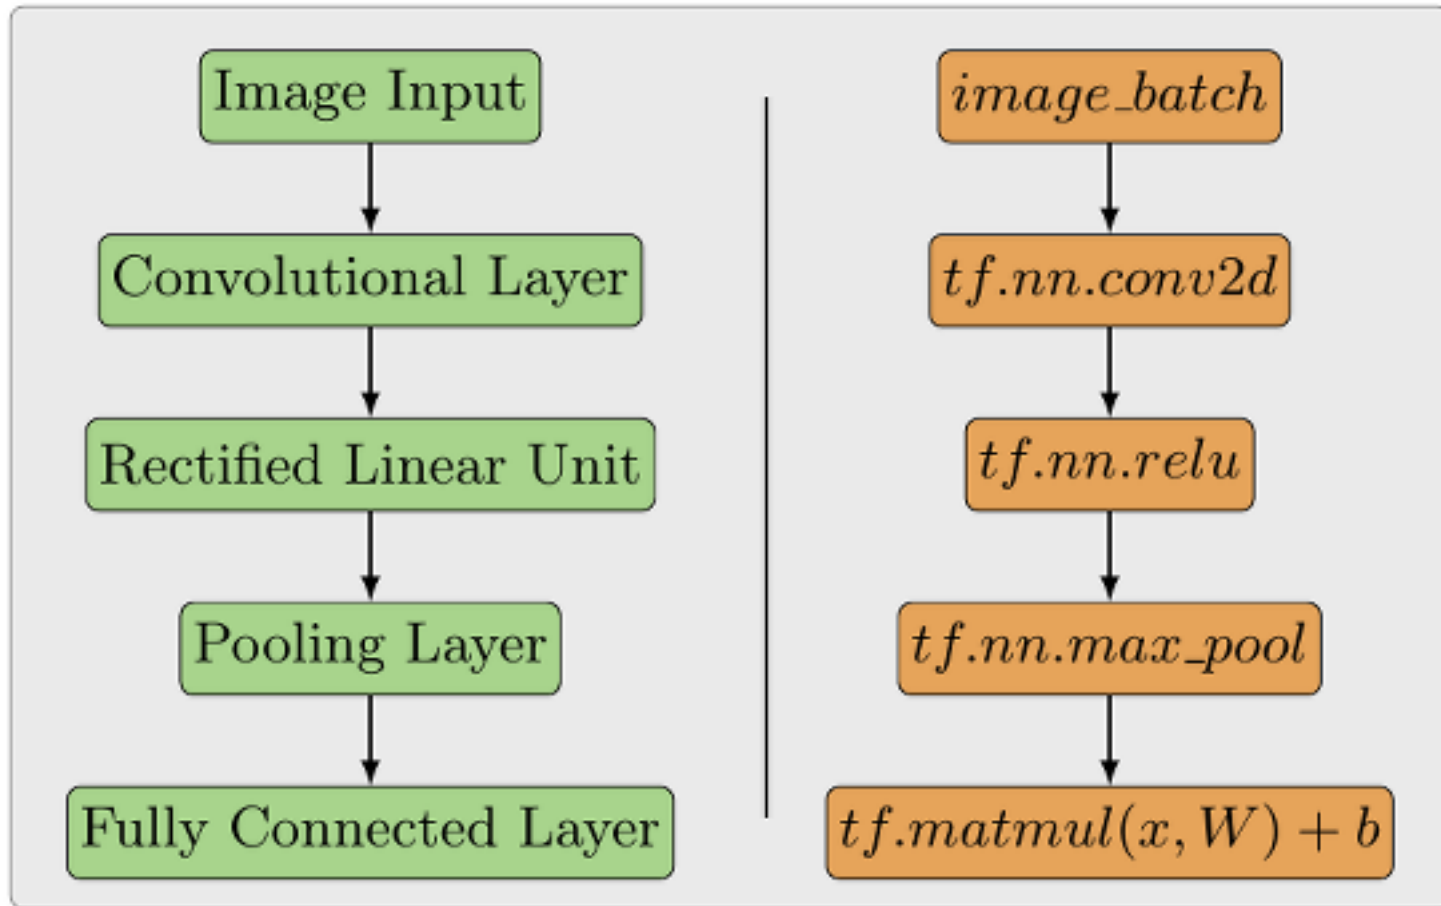 Image Input
Convolutional Layer
Rectified Linear Unit
Pooling Layer
Fully Connected Layer
image_batch
tf.nn.conv2d
tf.nn.relu
tf.nn.max_pool
tf.matmul(x, W) + b